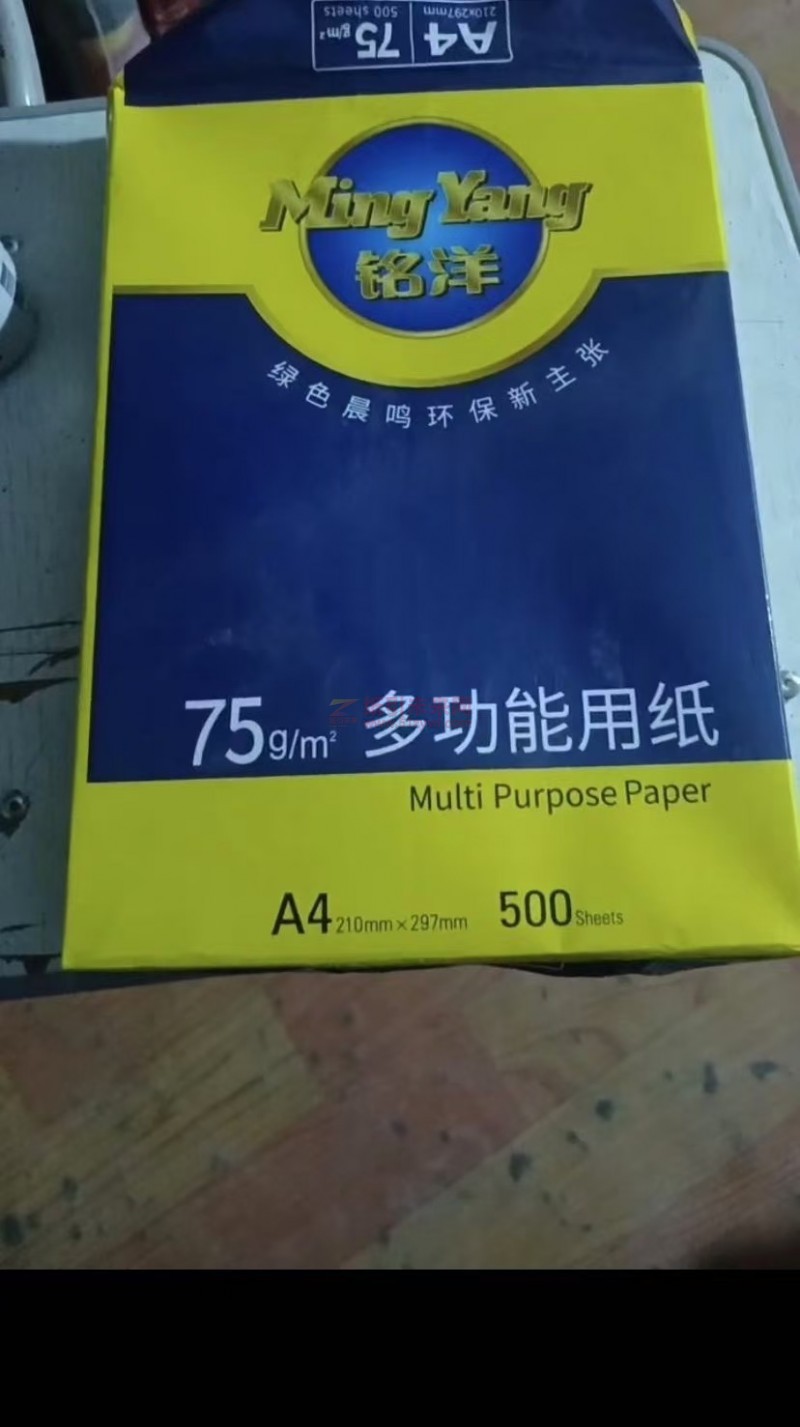 A4 75g/m²
210x297mm 500 sheets
Ming Yang
铭洋
绿色晨鸣环保新主张
75g/m² 多功能用纸
Multi Purpose Paper
A4 210mm×297mm 500 Sheets